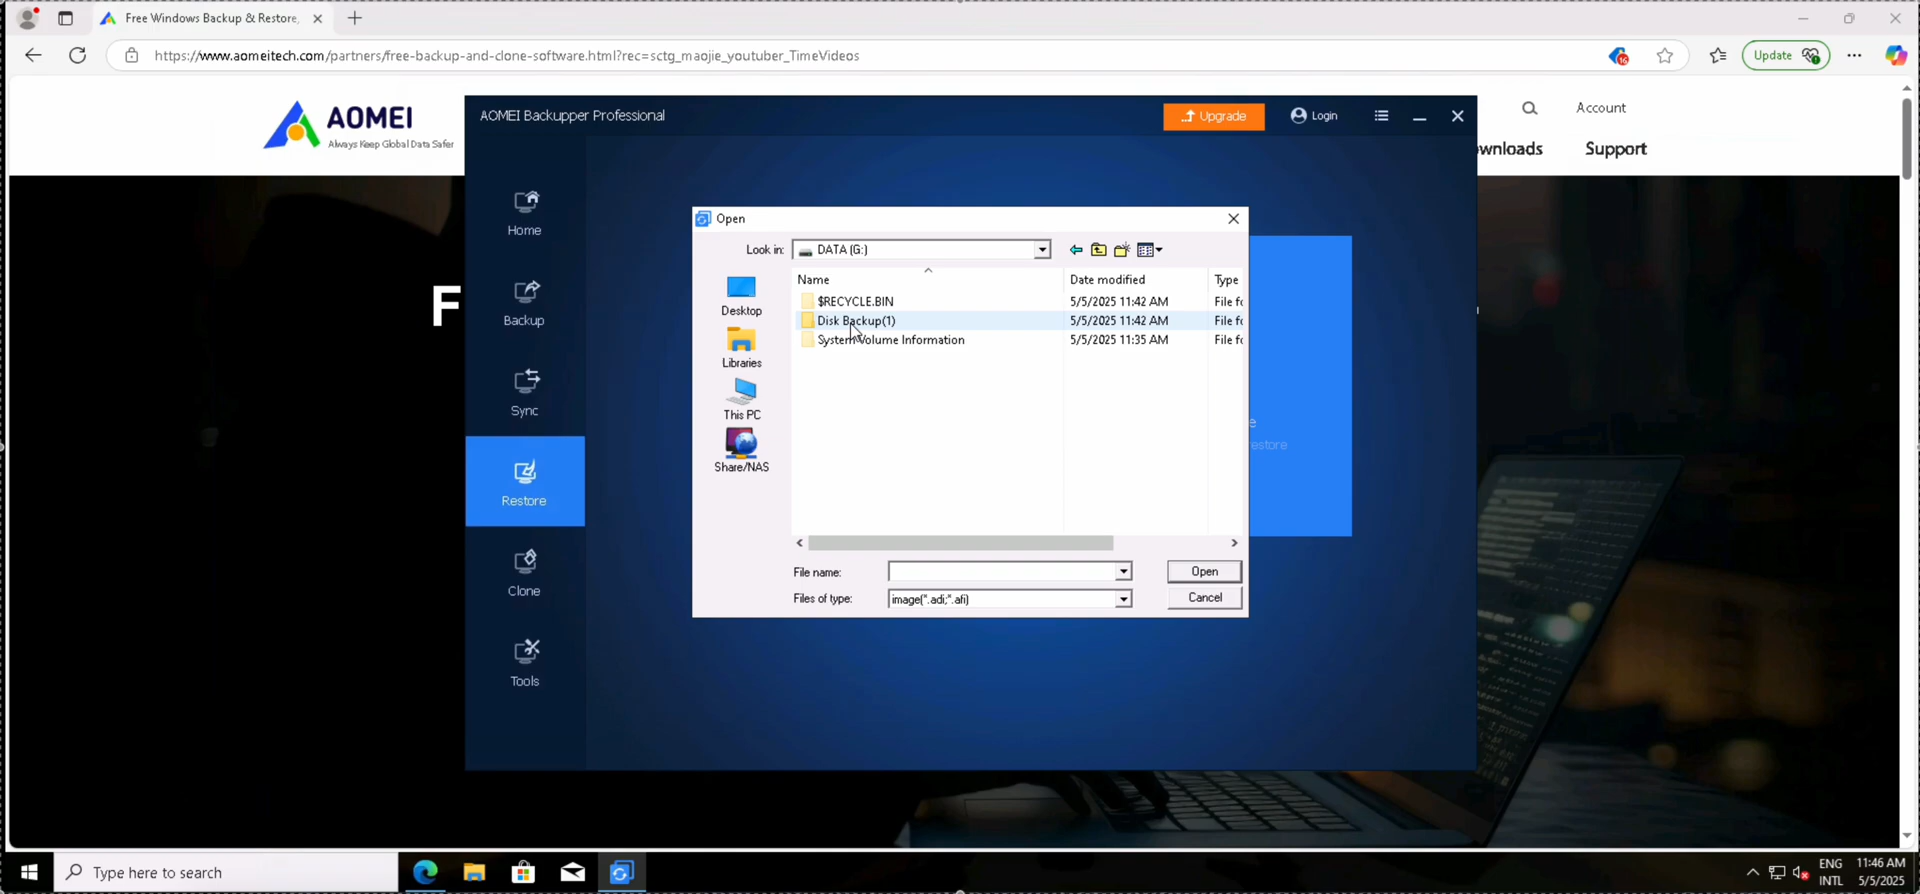 Free Windows Backup & Restore,
https://www.aomeitech.com/partners/free-backup-and-clone-software.html?rec=sctg_maojie_youtuber_TimeVideos
16
Update
AOMEI
Always Keep Global Data Safer
Account
wnloads
Support
F
AOMEI Backupper Professional
Upgrade
Login
Home
Backup
Sync
Restore
Clone
Tools
e
estore
Open
Look in:
DATA (G:)
Desktop
Libraries
This PC
Share/NAS
Name
Date modified
Type
$RECYCLE.BIN
5/5/2025 11:42 AM
File fo
Disk Backup(1)
5/5/2025 11:42 AM
File fo
System Volume Information
5/5/2025 11:35 AM
File fo
File name:
Open
Files of type:
image(*.adi;*.afi)
Cancel
Type here to search
ENG
INTL
11:46 AM
5/5/2025